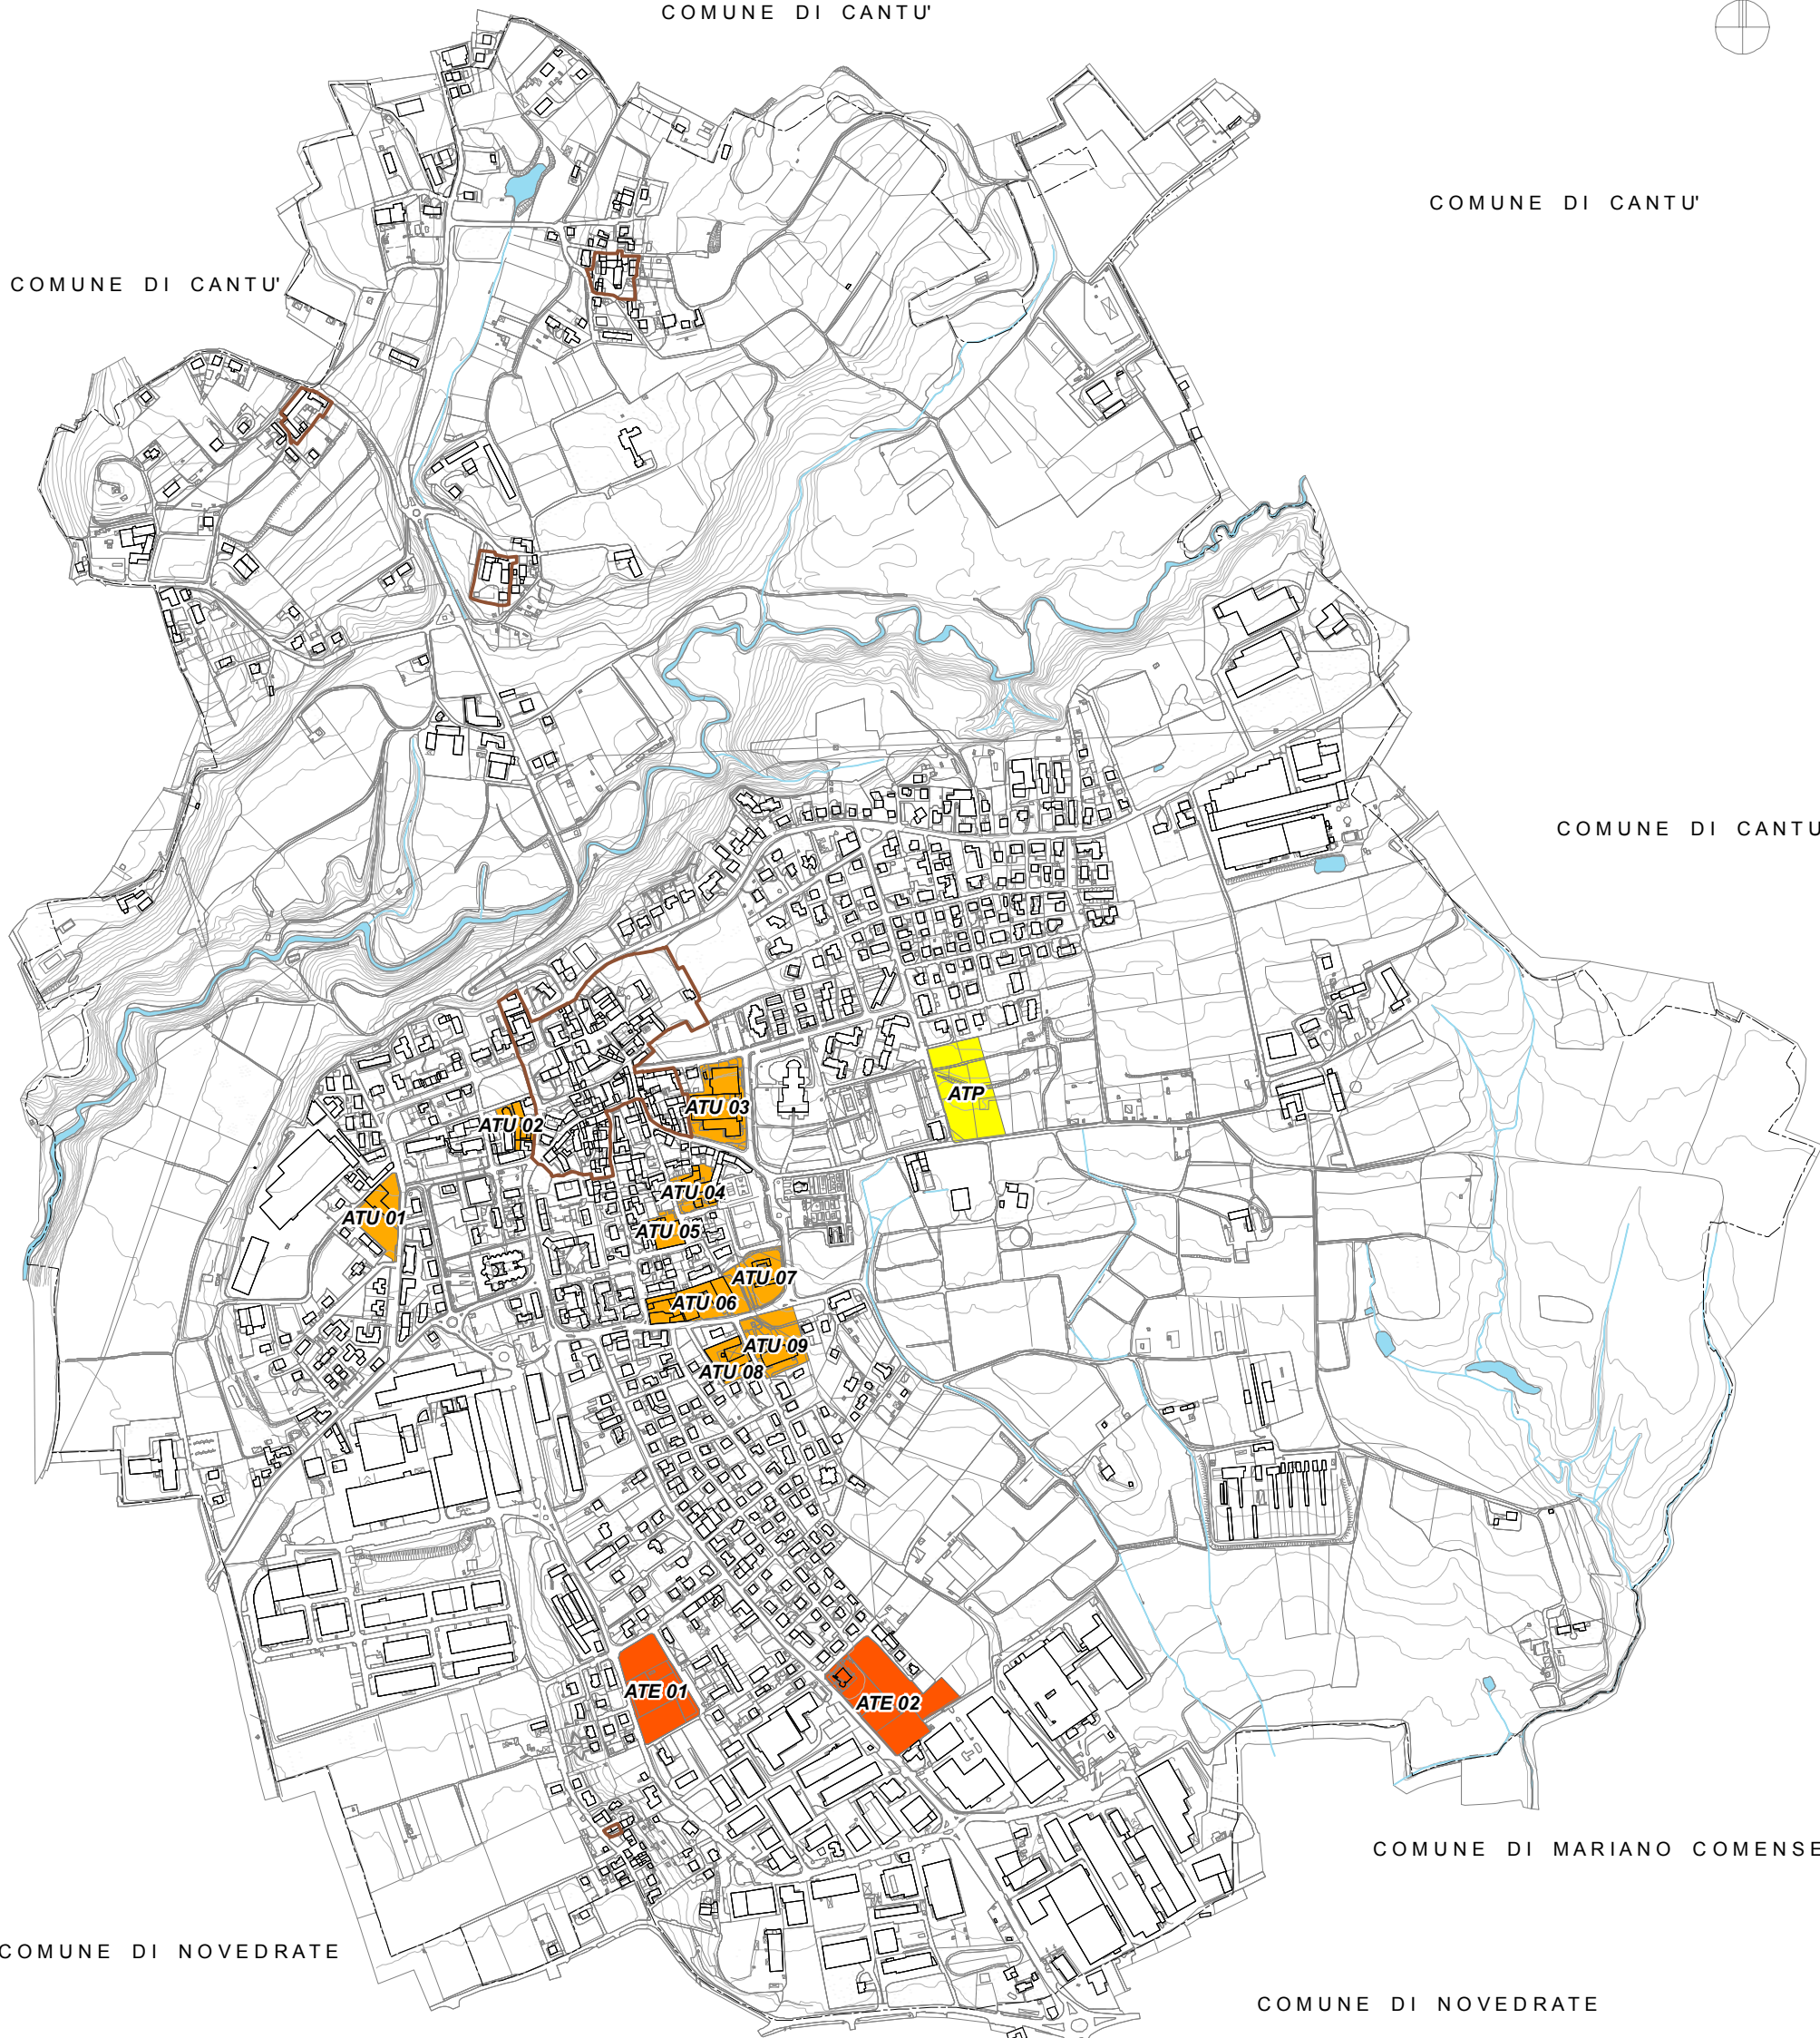 COMUNE DI CANTU'
COMUNE DI CANTU'
COMUNE DI CANTU'
COMUNE DI CANTU
ATP
ATU 03
ATU 02
ATU 04
ATU 01
ATU 05
ATU 07
ATU 06
ATU 09
ATU 08
ATE 01
ATE 02
COMUNE DI MARIANO COMENSE
COMUNE DI NOVEDRATE
COMUNE DI NOVEDRATE